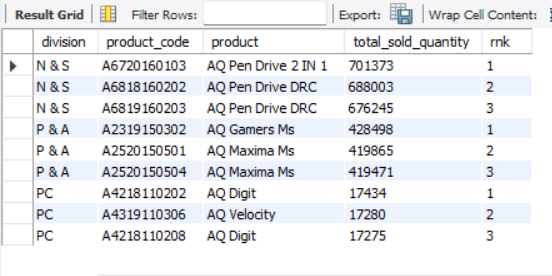 Result Grid Filter Rows: Export: Wrap Cell Content:
division product_code product total_sold_quantity rnk
N & S A6720160103 AQ Pen Drive 2 IN 1 701373 1
N & S A6818160202 AQ Pen Drive DRC 688003 2
N & S A6819160203 AQ Pen Drive DRC 676245 3
P & A A2319150302 AQ Gamers Ms 428498 1
P & A A2520150501 AQ Maxima Ms 419865 2
P & A A2520150504 AQ Maxima Ms 419471 3
PC A4218110202 AQ Digit 17434 1
PC A4319110306 AQ Velocity 17280 2
PC A4218110208 AQ Digit 17275 3